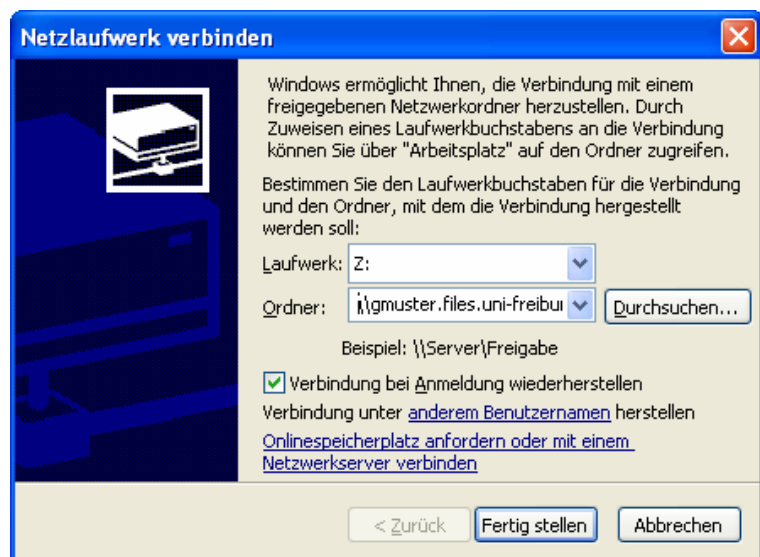 Netzlaufwerk verbinden
Windows ermöglicht Ihnen, die Verbindung mit einem
freigegebenen Netzwerkordner herzustellen. Durch
Zuweisen eines Laufwerkbuchstabens an die Verbindung
können Sie über "Arbeitsplatz" auf den Ordner zugreifen.
Bestimmen Sie den Laufwerkbuchstaben für die Verbindung
und den Ordner, mit dem die Verbindung hergestellt
werden soll:
Laufwerk: Z:
Ordner: \\gmuster.files.uni-freibu Durchsuchen...
Beispiel: \\Server\Freigabe
Verbindung bei Anmeldung wiederherstellen
Verbindung unter anderem Benutzernamen herstellen
Onlinespeicherplatz anfordern oder mit einem
Netzwerkserver verbinden
< Zurück Fertig stellen Abbrechen